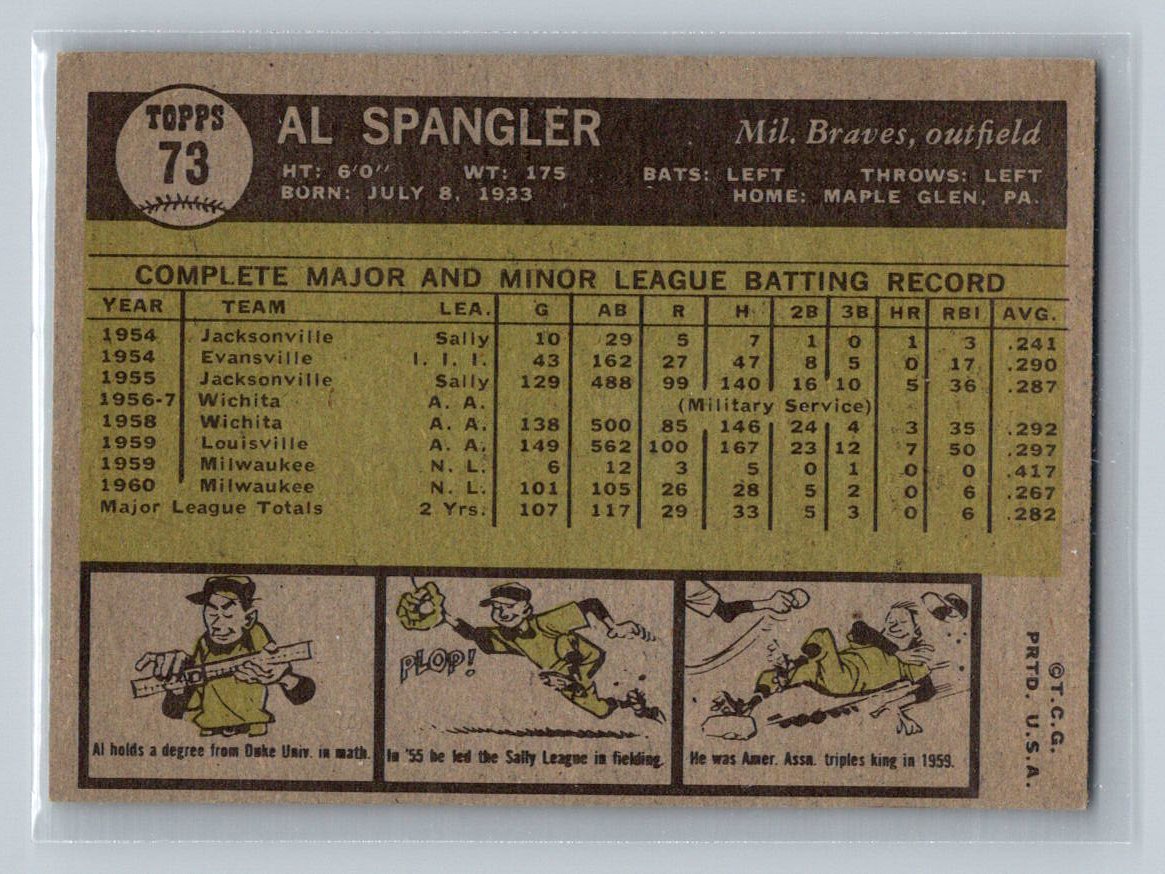 TOPPS
73
AL SPANGLER
Mil. Braves, outfield
HT: 6'0" WT: 175 BATS: LEFT THROWS: LEFT
BORN: JULY 8, 1933 HOME: MAPLE GLEN, PA.
COMPLETE MAJOR AND MINOR LEAGUE BATTING RECORD
YEAR TEAM LEA. G AB R H 2B 3B HR RBI AVG.
1954 Jacksonville Sally 10 29 5 7 1 0 1 3 .241
1954 Evansville I. I. I. 43 162 27 47 8 5 0 17 .290
1955 Jacksonville Sally 129 488 99 140 16 10 5 36 .287
1956-7 Wichita A. A. (Military Service)
1958 Wichita A. A. 138 500 85 146 24 4 3 35 .292
1959 Louisville A. A. 149 562 100 167 23 12 7 50 .297
1959 Milwaukee N. L. 6 12 3 5 0 1 0 0 .417
1960 Milwaukee N. L. 101 105 26 28 5 2 0 6 .267
Major League Totals 2 Yrs. 107 117 29 33 5 3 0 6 .282
PLOP!
Al holds a degree from Duke Univ. in math.
In '55 he led the Sally League in fielding.
He was Amer. Assn. triples king in 1959.
©T.C.G.
PRTD. U.S.A.